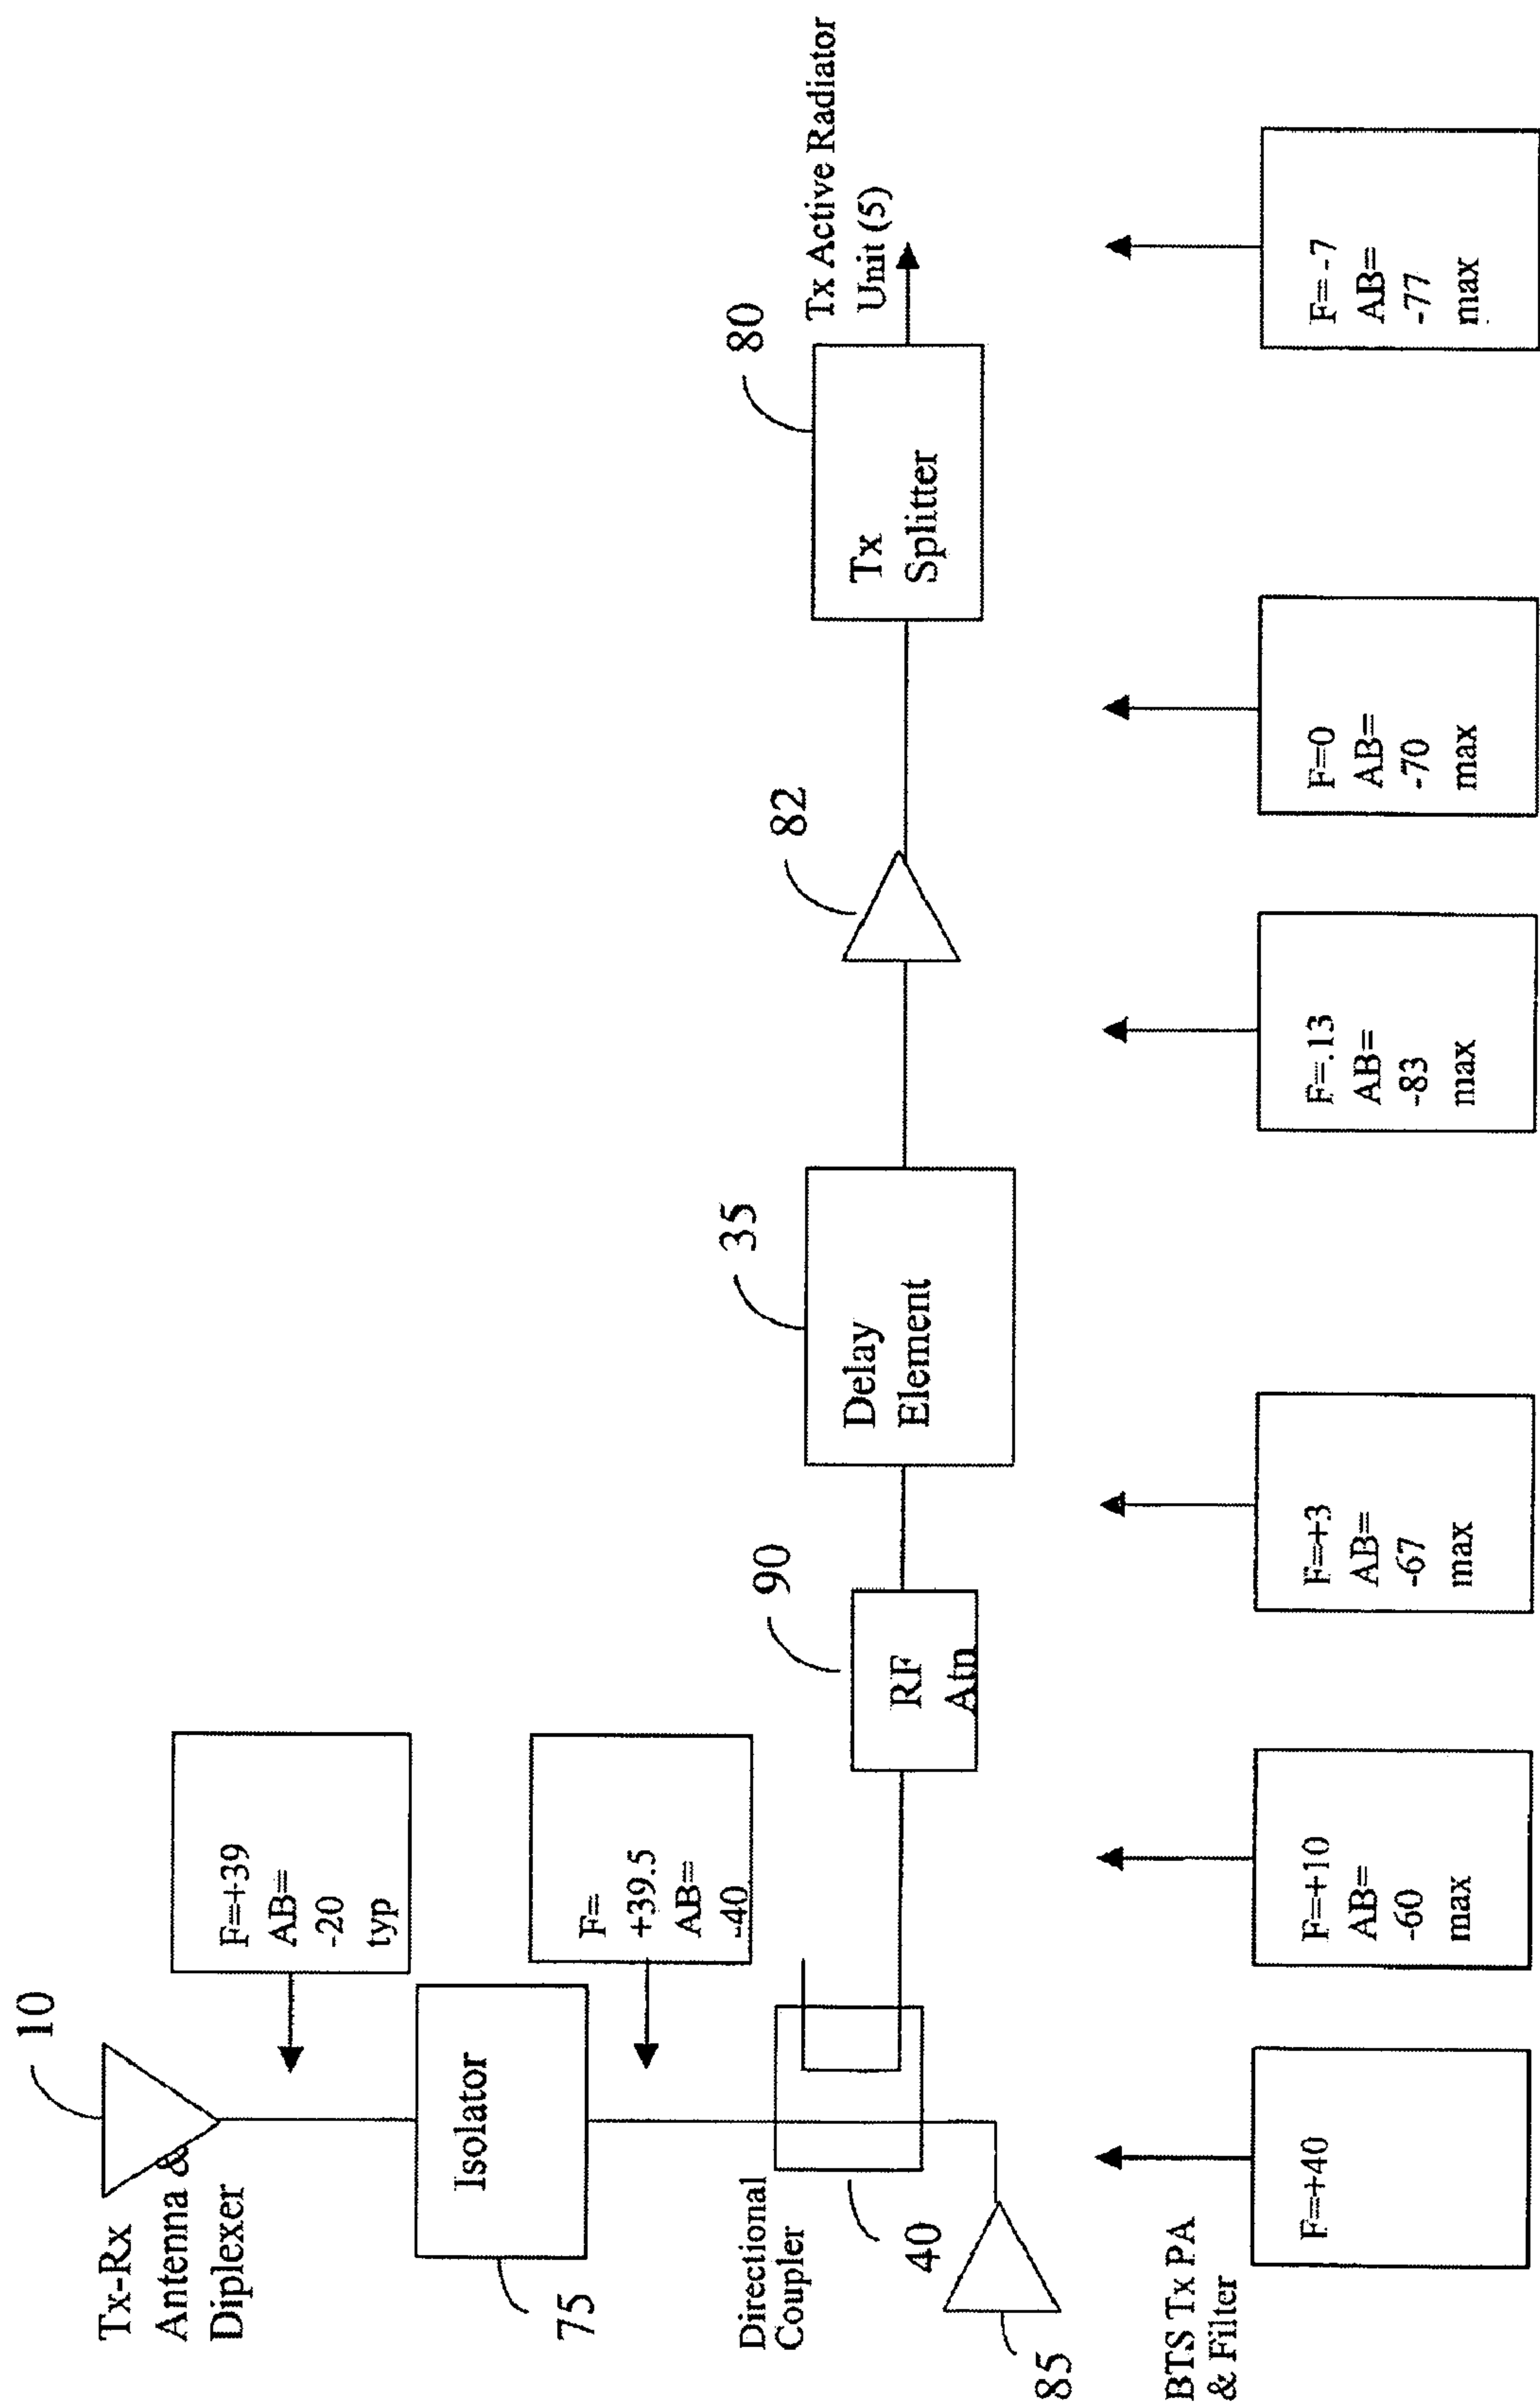 10
Tx-Rx
Antenna &
Diplexer
F=+39
AB=
-20
typ
Isolator
75
F=
+39.5
AB=
-40
Directional
Coupler
40
85
BTS Tx PA
& Filter
90
RF
Atn
35
Delay
Element
82
80
Tx
Splitter
Tx Active Radiator
Unit (5)
F=+40
F=+10
AB=
-60
max
F=+3
AB=
-67
max
F=.13
AB=
-83
max
F=0
AB=
-70
max
F=-7
AB=
-77
max